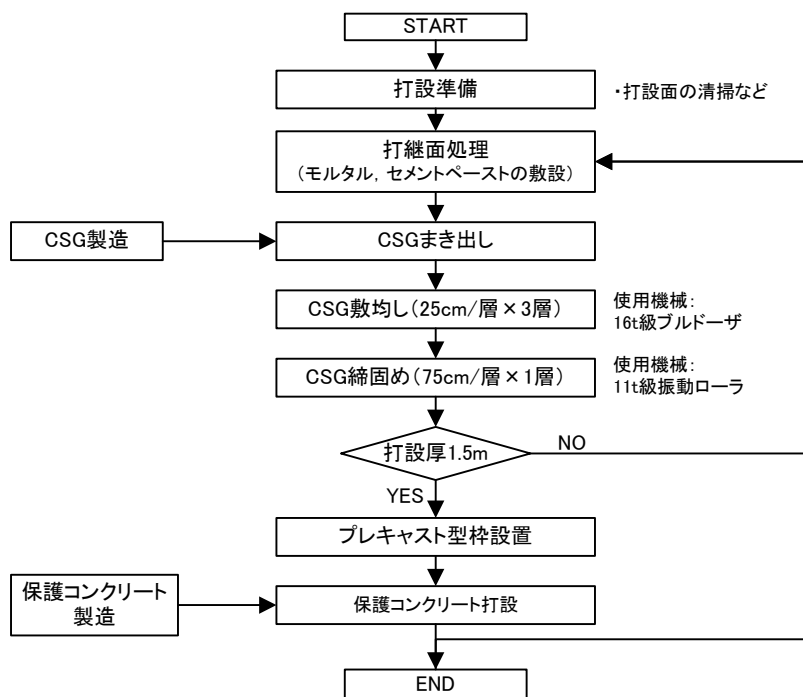 START
打設準備
・打設面の清掃など
打継面処理
（モルタル，セメントペーストの敷設）
CSG製造
CSGまき出し
CSG敷均し（25cm/層×3層）
使用機械：
16t級ブルドーザ
CSG締固め（75cm/層×1層）
使用機械：
11t級振動ローラ
打設厚1.5m
NO
YES
プレキャスト型枠設置
保護コンクリート
製造
保護コンクリート打設
END